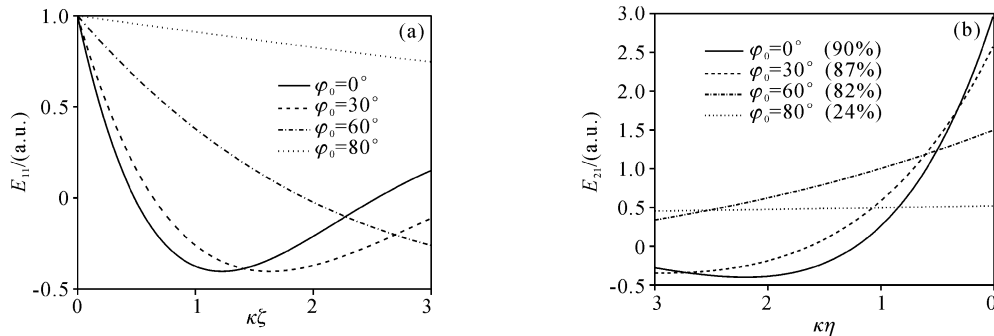 (a)
1.0
0.5
0
-0.5
E₁₁/(a.u.)
φ₀=0°
φ₀=30°
φ₀=60°
φ₀=80°
0 1 2 3
κζ
(b)
3.0
2.5
2.0
1.5
1.0
0.5
0
-0.5
E₂₁/(a.u.)
φ₀=0° (90%)
φ₀=30° (87%)
φ₀=60° (82%)
φ₀=80° (24%)
3 2 1 0
κη